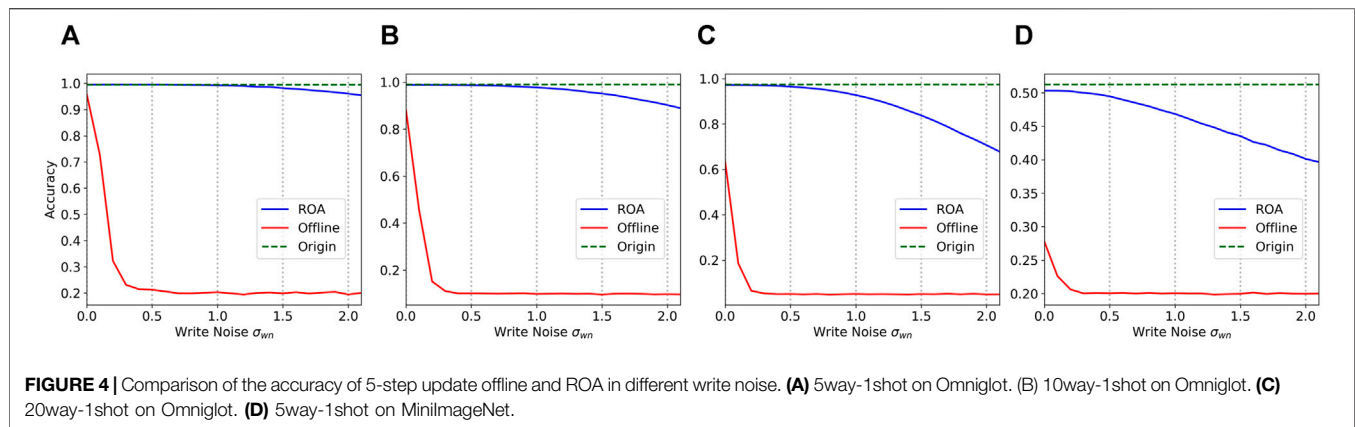 A
B
C
D
Accuracy
1.0
0.9
0.8
0.7
0.6
0.5
0.4
0.3
0.2
0.0
0.5
1.0
1.5
2.0
Write Noise σwn
ROA
Offline
Origin
1.0
0.8
0.6
0.4
0.2
0.0
0.5
1.0
1.5
2.0
Write Noise σwn
ROA
Offline
Origin
1.0
0.8
0.6
0.4
0.2
0.0
0.5
1.0
1.5
2.0
Write Noise σwn
ROA
Offline
Origin
0.50
0.45
0.40
0.35
0.30
0.25
0.20
0.0
0.5
1.0
1.5
2.0
Write Noise σwn
ROA
Offline
Origin
FIGURE 4 | Comparison of the accuracy of 5-step update offline and ROA in different write noise. (A) 5way-1shot on Omniglot. (B) 10way-1shot on Omniglot. (C)
20way-1shot on Omniglot. (D) 5way-1shot on MiniImageNet.